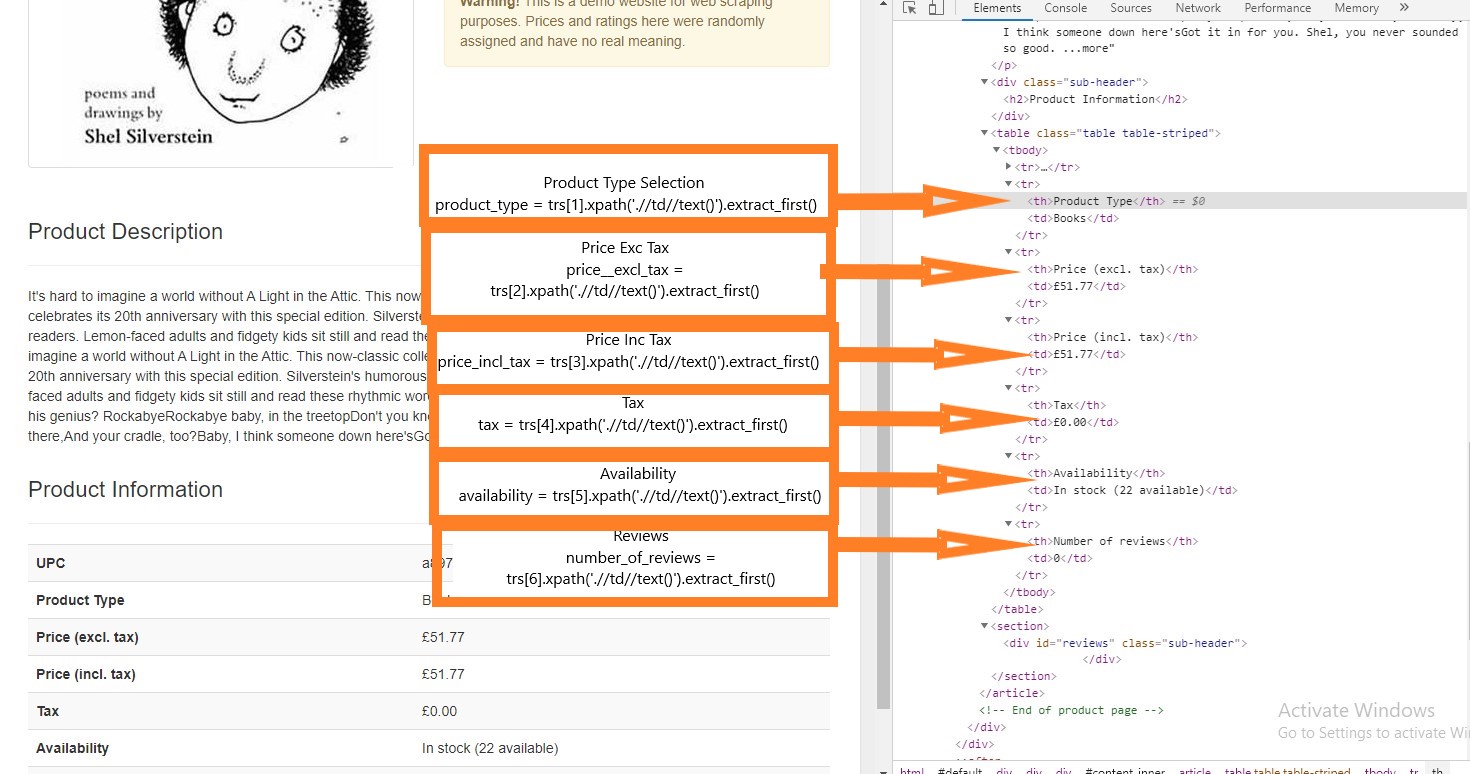 Warning! This is a demo website for web scraping
purposes. Prices and ratings here were randomly
assigned and have no real meaning.
poems and
drawings by
Shel Silverstein
Product Description
It's hard to imagine a world without A Light in the Attic. This now
celebrates its 20th anniversary with this special edition. Silverste
readers. Lemon-faced adults and fidgety kids sit still and read the
imagine a world without A Light in the Attic. This now-classic colle
20th anniversary with this special edition. Silverstein's humorous
faced adults and fidgety kids sit still and read these rhythmic wor
his genius? RockabyeRockabye baby, in the treetopDon't you kn
there,And your cradle, too?Baby, I think someone down here'sGo
Product Information
UPC
Product Type
Price (excl. tax) £51.77
Price (incl. tax) £51.77
Tax £0.00
Availability In stock (22 available)
Product Type Selection
product_type = trs[1].xpath('.//td//text()').extract_first()
Price Exc Tax
price__excl_tax =
trs[2].xpath('.//td//text()').extract_first()
Price Inc Tax
price_incl_tax = trs[3].xpath('.//td//text()').extract_first()
Tax
tax = trs[4].xpath('.//td//text()').extract_first()
Availability
availability = trs[5].xpath('.//td//text()').extract_first()
Reviews
number_of_reviews =
trs[6].xpath('.//td//text()').extract_first()
Elements Console Sources Network Performance Memory »
I think someone down here'sGot it in for you. Shel, you never sounded
so good. ...more"
</p>
▼<div class="sub-header">
<h2>Product Information</h2>
</div>
▼<table class="table table-striped">
▼<tbody>
▶<tr>…</tr>
▼<tr>
<th>Product Type</th> == $0
<td>Books</td>
</tr>
▼<tr>
<th>Price (excl. tax)</th>
<td>£51.77</td>
</tr>
▼<tr>
<th>Price (incl. tax)</th>
<td>£51.77</td>
</tr>
▼<tr>
<th>Tax</th>
<td>£0.00</td>
</tr>
▼<tr>
<th>Availability</th>
<td>In stock (22 available)</td>
</tr>
▼<tr>
<th>Number of reviews</th>
<td>0</td>
</tr>
</tbody>
</table>
▼<section>
<div id="reviews" class="sub-header">
</div>
</section>
</article>
<!-- End of product page -->
</div>
</div>
::after
html #default div div div #content_inner article table.table.table-striped tbody tr th
Activate Windows
Go to Settings to activate Wi